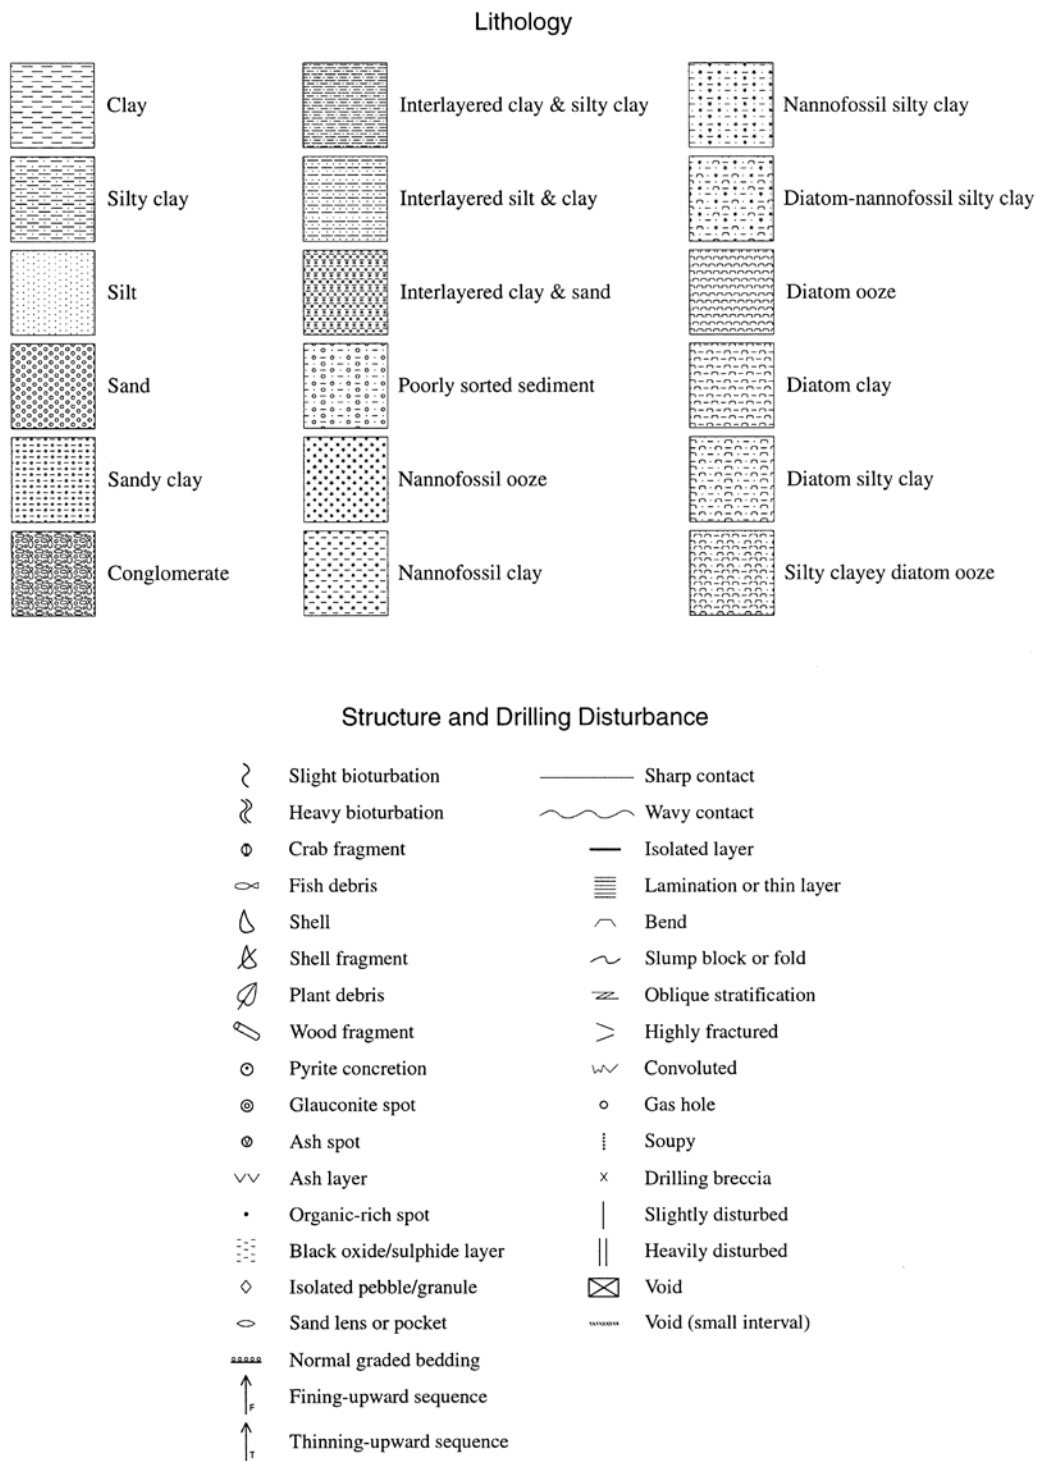 Lithology
Clay
Silty clay
Silt
Sand
Sandy clay
Conglomerate
Interlayered clay & silty clay
Interlayered silt & clay
Interlayered clay & sand
Poorly sorted sediment
Nannofossil ooze
Nannofossil clay
Nannofossil silty clay
Diatom-nannofossil silty clay
Diatom ooze
Diatom clay
Diatom silty clay
Silty clayey diatom ooze
Structure and Drilling Disturbance
Slight bioturbation
Heavy bioturbation
Crab fragment
Fish debris
Shell
Shell fragment
Plant debris
Wood fragment
Pyrite concretion
Glauconite spot
Ash spot
Ash layer
Organic-rich spot
Black oxide/sulphide layer
Isolated pebble/granule
Sand lens or pocket
Normal graded bedding
F
Fining-upward sequence
T
Thinning-upward sequence
Sharp contact
Wavy contact
Isolated layer
Lamination or thin layer
Bend
Slump block or fold
Oblique stratification
Highly fractured
Convoluted
Gas hole
Soupy
x
Drilling breccia
Slightly disturbed
Heavily disturbed
Void
Void (small interval)